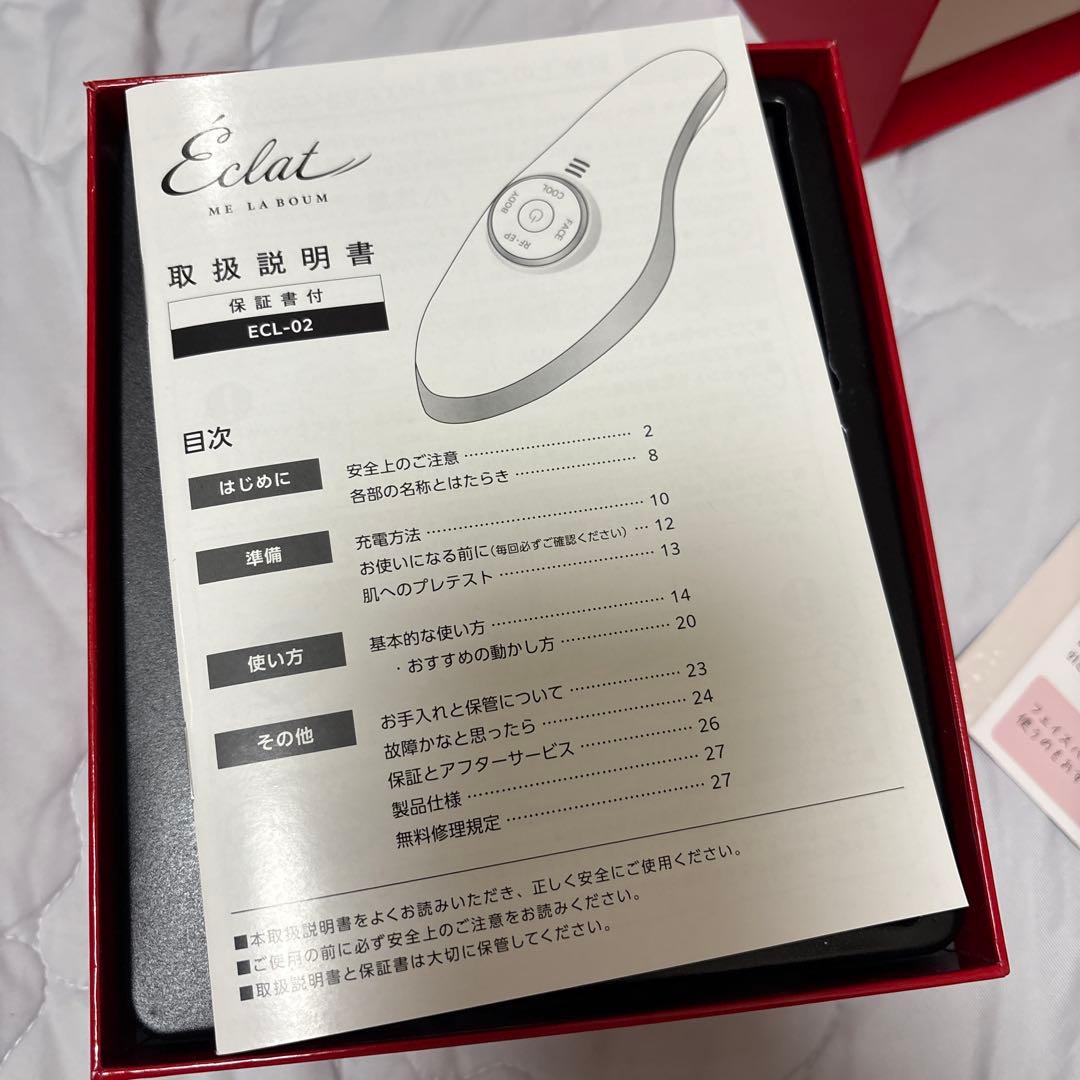 Éclat
ME LA BOUM
取扱説明書
保証書付
ECL-02
BODY
COOL
FACE
RF・EP
目次
はじめに
安全上のご注意 2
各部の名称とはたらき 8
準備
充電方法 10
お使いになる前に(毎回必ずご確認ください) 12
肌へのプレテスト 13
使い方
基本的な使い方 14
・おすすめの動かし方 20
その他
お手入れと保管について 23
故障かなと思ったら 24
保証とアフターサービス 26
製品仕様 27
無料修理規定 27
■本取扱説明書をよくお読みいただき、正しく安全にご使用ください。
■ご使用の前に必ず安全上のご注意をお読みください。
■取扱説明書と保証書は大切に保管してください。
フェイス
使うのをおす